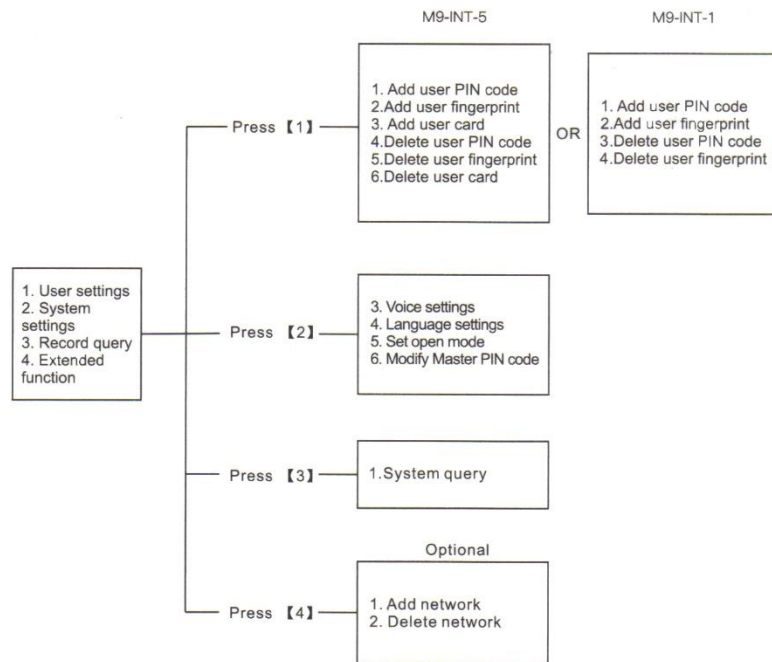 M9-INT-5
M9-INT-1
1. User settings
2. System
settings
3. Record query
4. Extended
function
Press 【1】
1. Add user PIN code
2.Add user fingerprint
3. Add user card
4.Delete user PIN code
5.Delete user fingerprint
6.Delete user card
OR
1. Add user PIN code
2.Add user fingerprint
3.Delete user PIN code
4.Delete user fingerprint
Press 【2】
3. Voice settings
4. Language settings
5. Set open mode
6. Modify Master PIN code
Press 【3】
1.System query
Optional
Press 【4】
1. Add network
2. Delete network